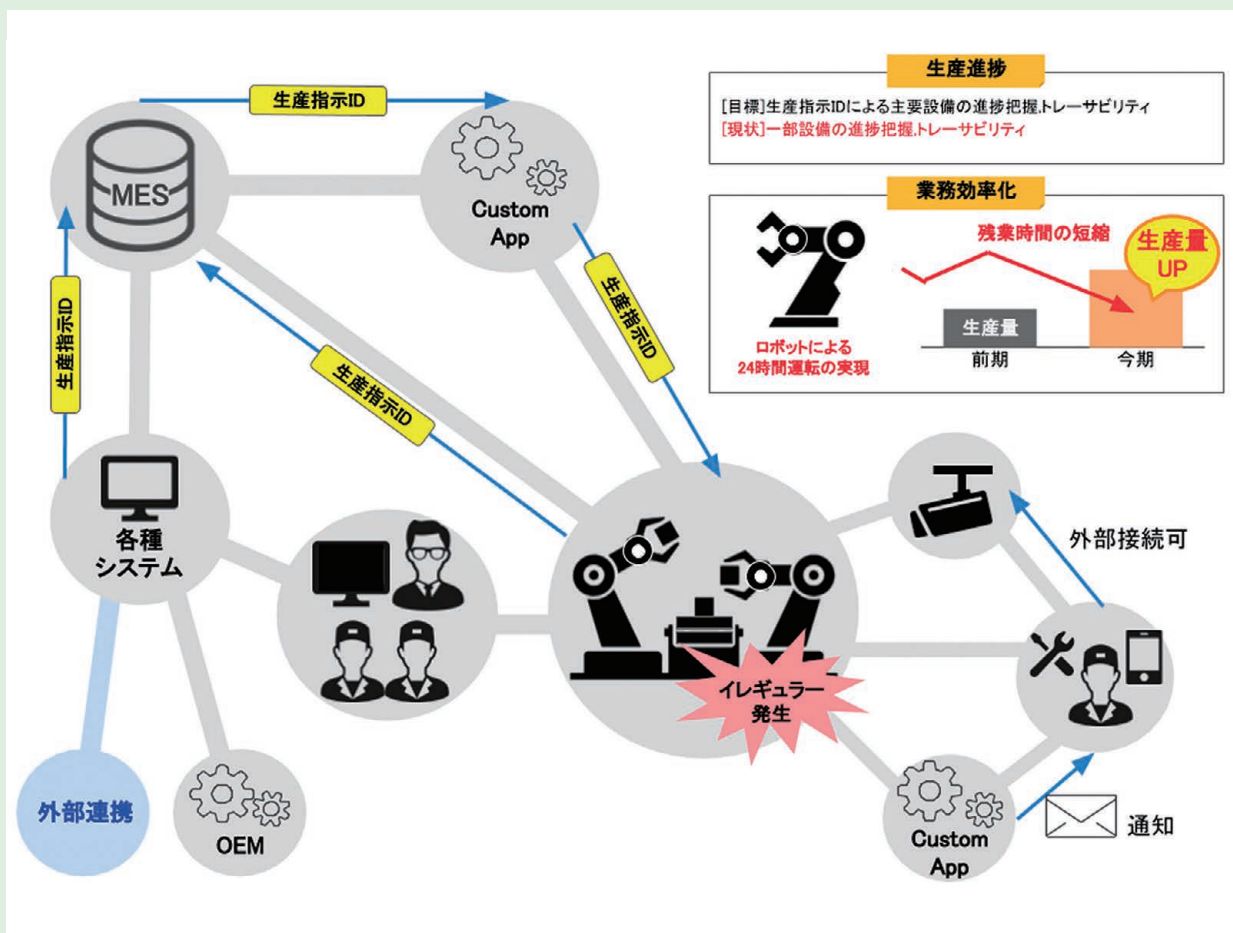 生産指示ID
MES
Custom
App
生産指示ID
生産指示ID
生産指示ID
各種
システム
外部連携
OEM
イレギュラー
発生
Custom
App
通知
外部接続可
生産進捗
[目標]生産指示IDによる主要設備の進捗把握,トレーサビリティ
[現状]一部設備の進捗把握,トレーサビリティ
業務効率化
残業時間の短縮
生産量
UP
生産量
前期
今期
ロボットによる
24時間運転の実現